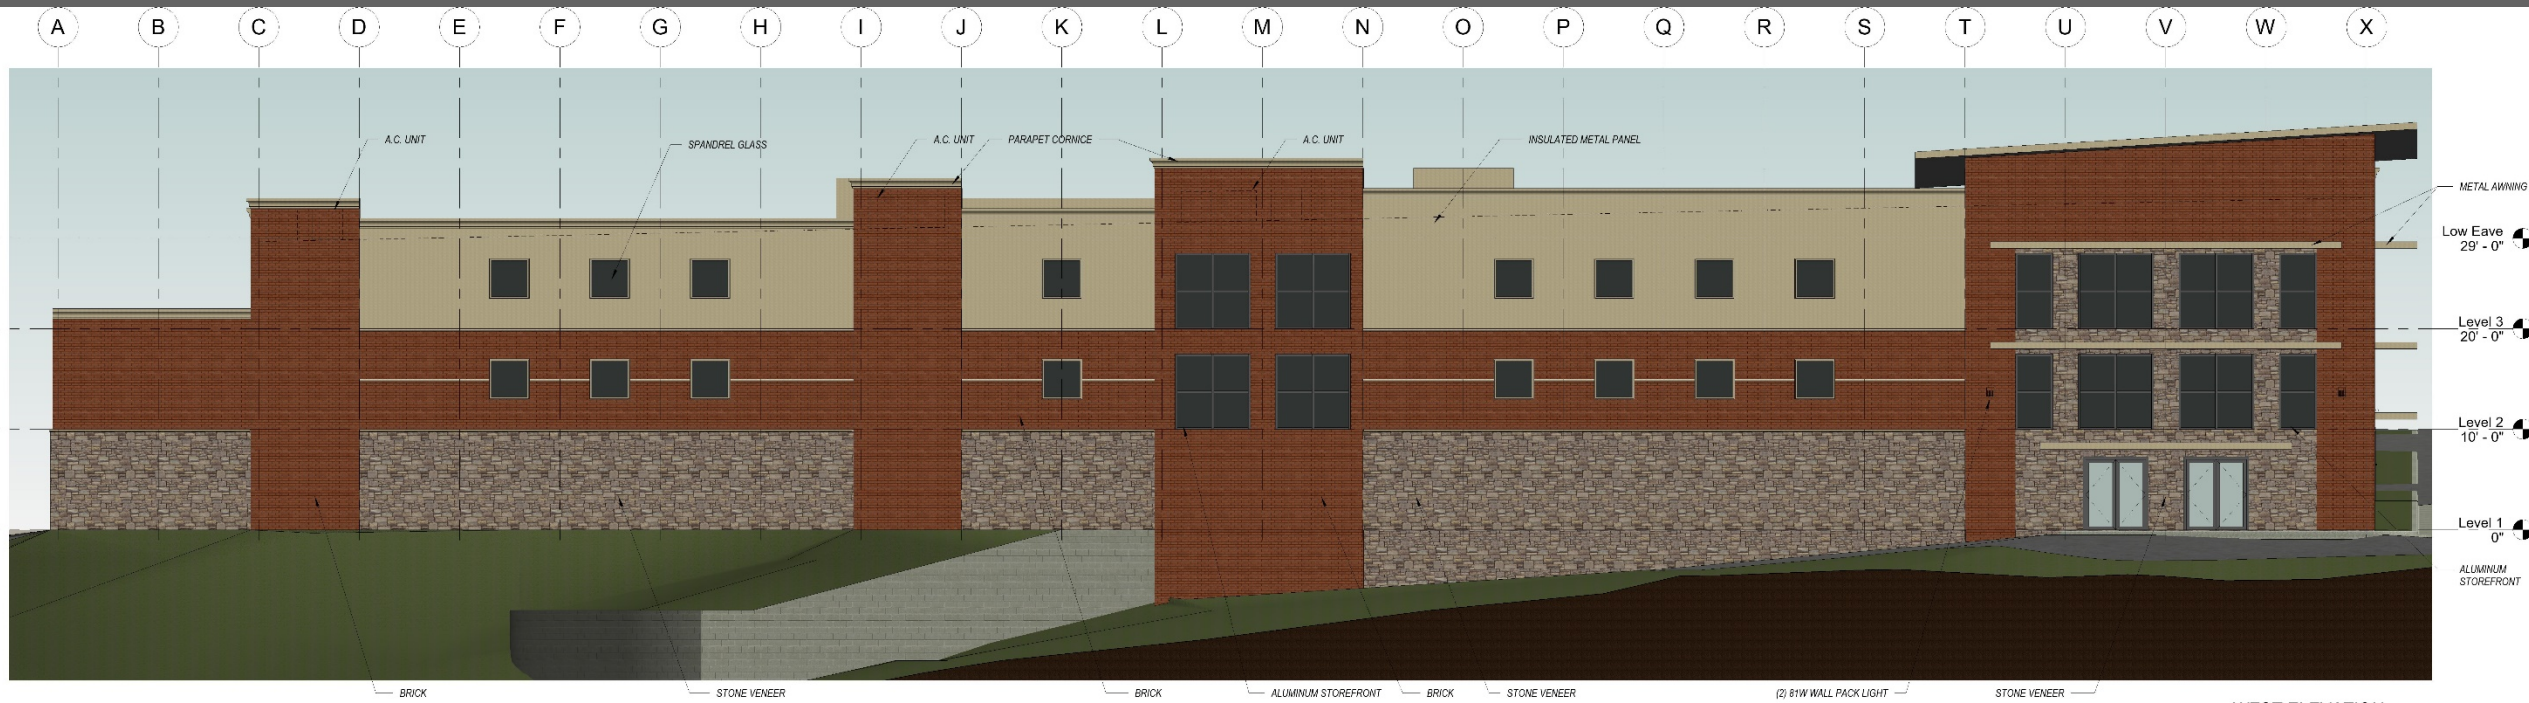 A B C D E F G H I J K L M N O P Q R S T U V W X
A.C. UNIT
SPANDREL GLASS
A.C. UNIT
PARAPET CORNICE
A.C. UNIT
INSULATED METAL PANEL
METAL AWNING
Low Eave
29' - 0"
Level 3
20' - 0"
Level 2
10' - 0"
Level 1
0"
ALUMINUM
STOREFRONT
BRICK
STONE VENEER
BRICK
ALUMINUM STOREFRONT
BRICK
STONE VENEER
(2) 81W WALL PACK LIGHT
STONE VENEER